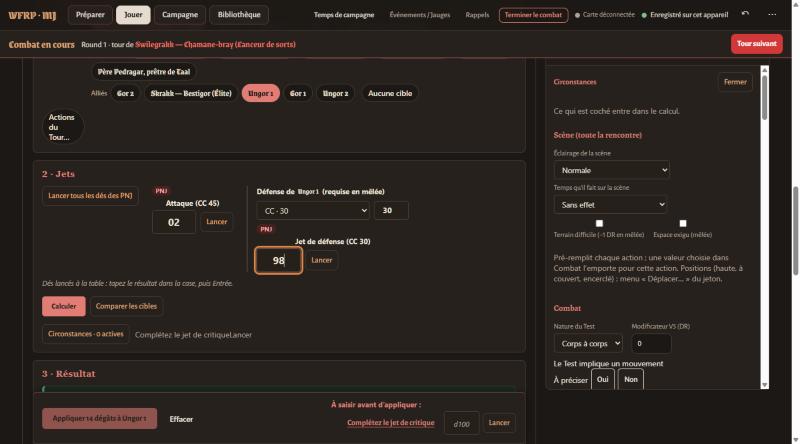 WFRP · MJ
Préparer
Jouer
Campagne
Bibliothèque
Temps de campagne
Événements/Jauges
Rappels
Terminer le combat
Carte déconnectée
Enregistré sur cet appareil
Combat en cours
Round 1 · tour de Swilegrakk — Chamane-bray (Lanceur de sorts)
Tour suivant
Père Pedragar, prêtre de Taal
Alliés
Gor 2
Skrakk — Bestigor (Élite)
Ungor 1
Gor 1
Ungor 2
Aucune cible
Actions
du
Tour...
2 · Jets
Lancer tous les dés des PNJ
PNJ
Attaque (CC 45)
02
Lancer
Défense de Ungor 1 (requise en mêlée)
CC · 30
30
PNJ
Jet de défense (CC 30)
98
Lancer
Dés lancés à la table : tapez le résultat dans la case, puis Entrée.
Calculer
Comparer les cibles
Circonstances · 0 actives
Complétez le jet de critiqueLancer
3 · Résultat
Appliquer 14 dégâts à Ungor 1
Effacer
À saisir avant d'appliquer :
Complétez le jet de critique
d100
Lancer
Circonstances
Fermer
Ce qui est coché entre dans le calcul.
Scène (toute la rencontre)
Éclairage de la scène
Normale
Temps qu'il fait sur la scène
Sans effet
Terrain difficile (−1 DR en mêlée)
Espace exigu (mêlée)
Pré-remplit chaque action ; une valeur choisie dans
Combat l'emporte pour cette action. Positions (haute, à
couvert, encerclé) : menu « Déplacer... » du jeton.
Combat
Nature du Test
Modificateur VS (DR)
Corps à corps
0
Le Test implique un mouvement
À préciser
Oui
Non